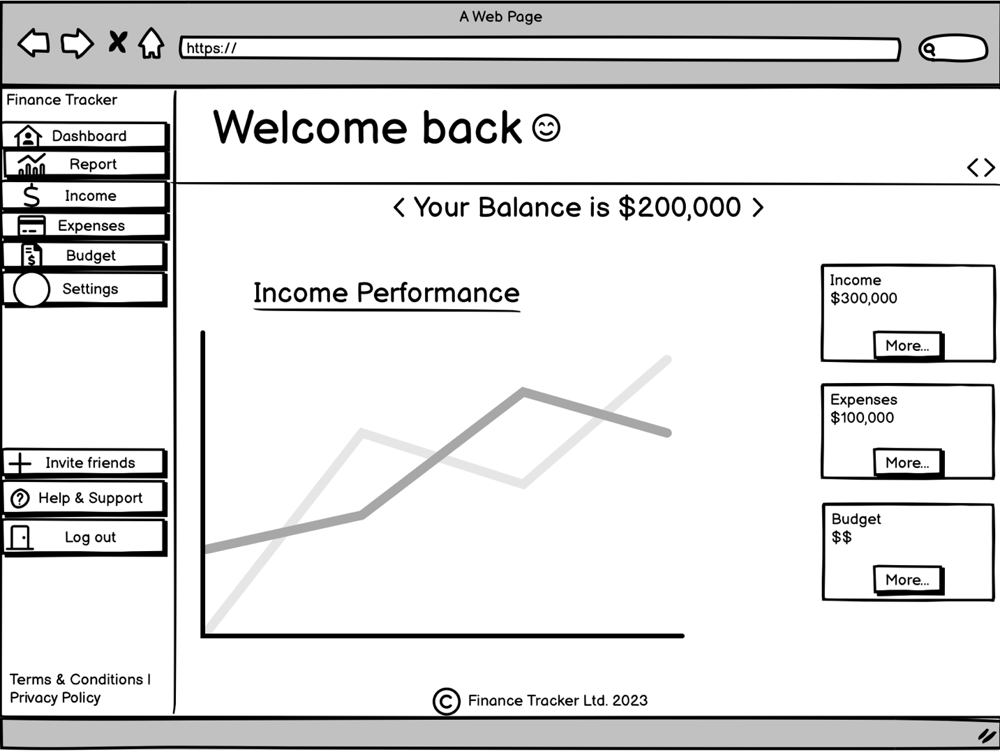 A Web Page
https://
Finance Tracker
Dashboard
Report
Income
Expenses
Budget
Settings
Invite friends
Help & Support
Log out
Terms & Conditions |
Privacy Policy
Welcome back
< >
< Your Balance is $200,000 >
Income Performance
Income
$300,000
More...
Expenses
$100,000
More...
Budget
$$
More...
© Finance Tracker Ltd. 2023